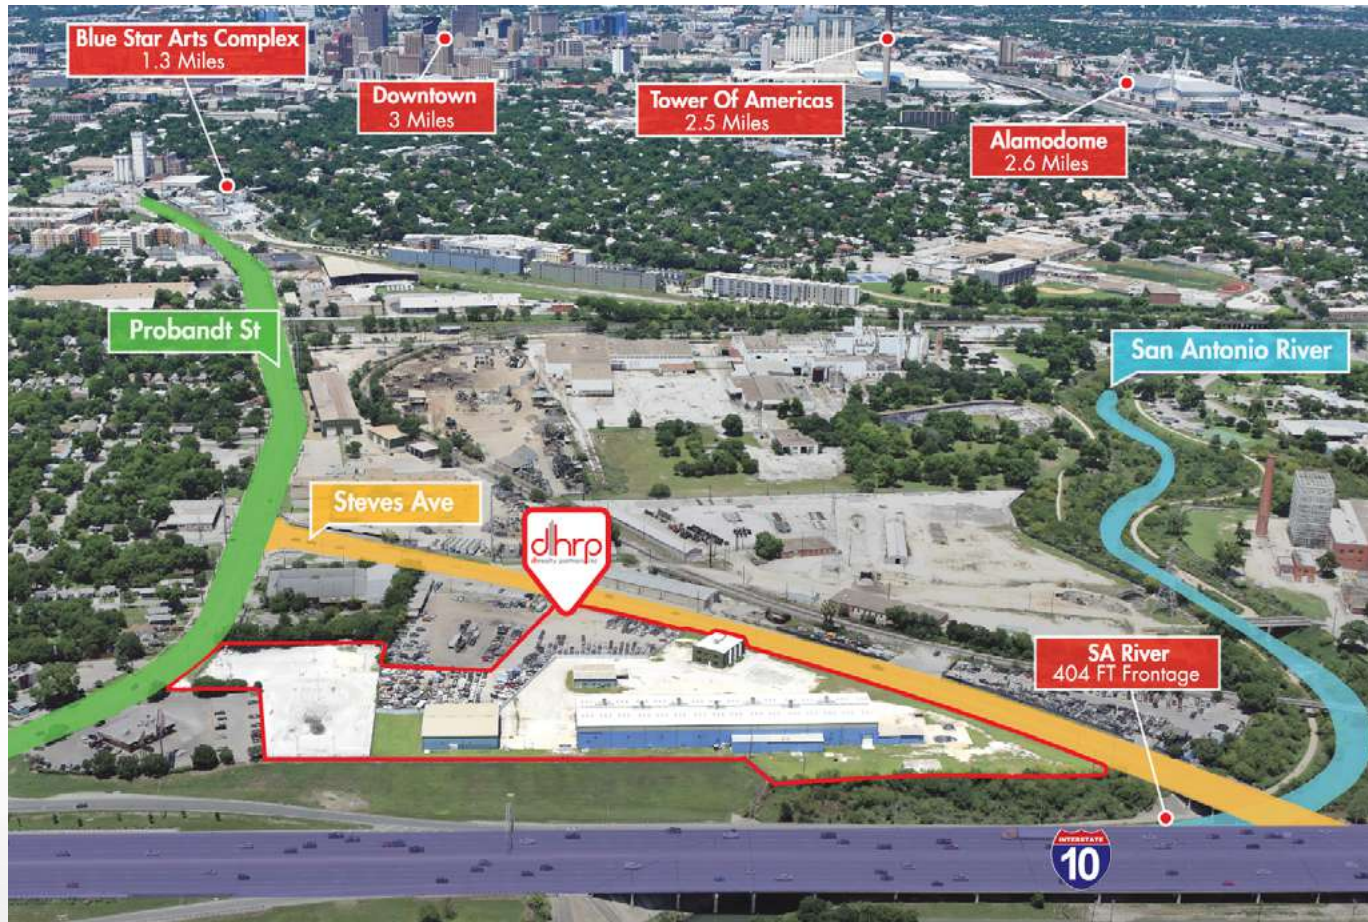 Blue Star Arts Complex
1.3 Miles
Downtown
3 Miles
Tower Of Americas
2.5 Miles
Alamodome
2.6 Miles
Probandt St
San Antonio River
Steves Ave
dhrp
SA River
404 FT Frontage
INTERSTATE
10